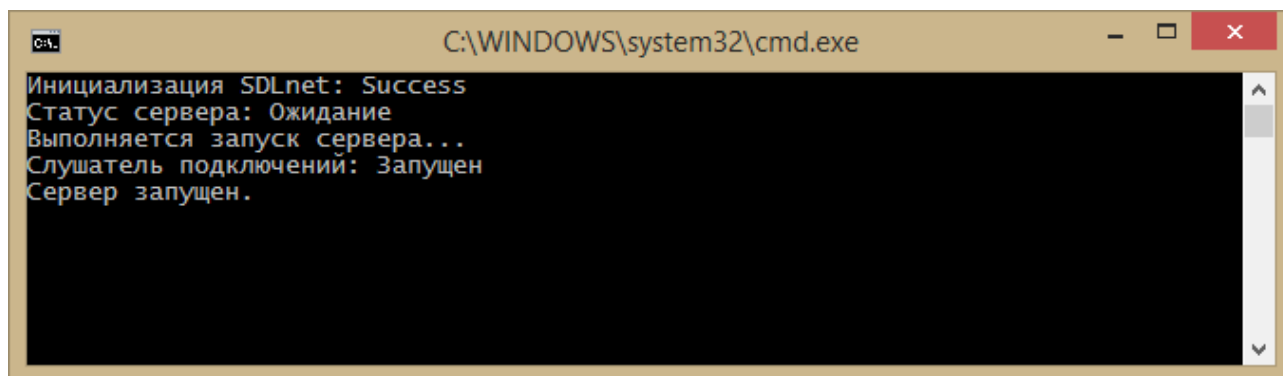 C:\WINDOWS\system32\cmd.exe
Инициализация SDLnet: Success
Статус сервера: Ожидание
Выполняется запуск сервера...
Слушатель подключений: Запущен
Сервер запущен.